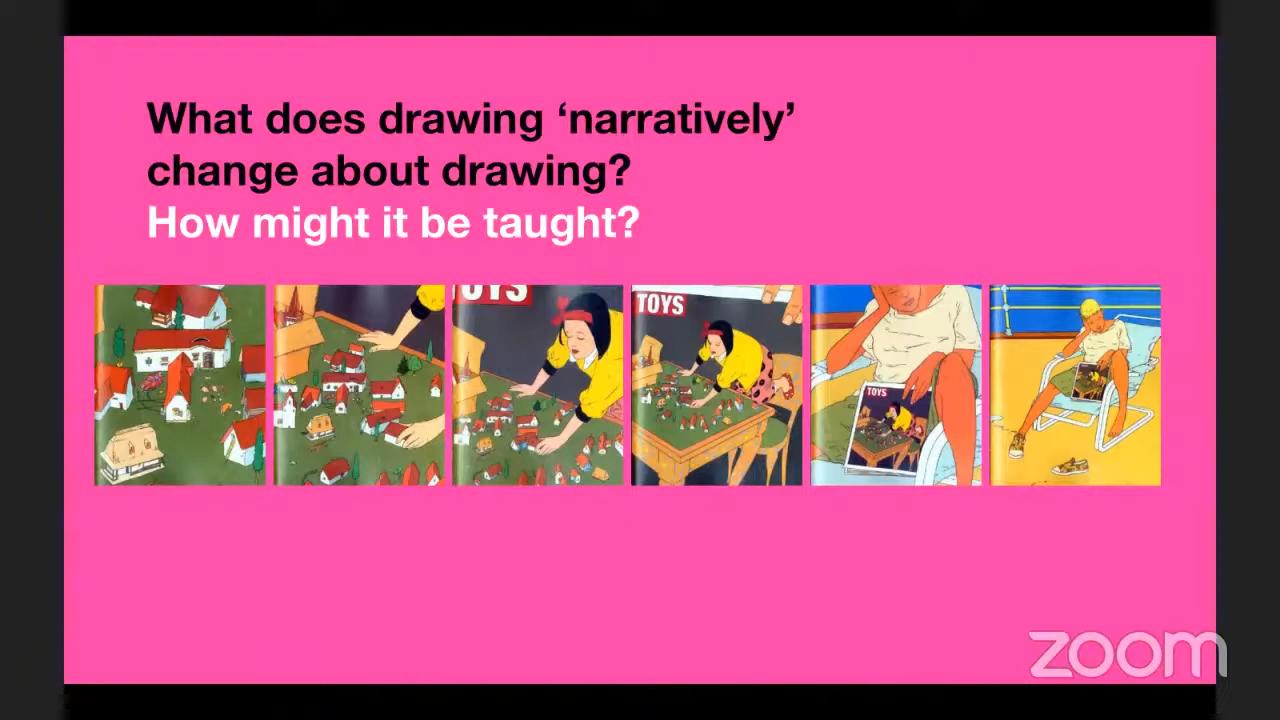 What does drawing ‘narratively’
change about drawing?
How might it be taught?
TOYS
TOYS
TOYS
zoom